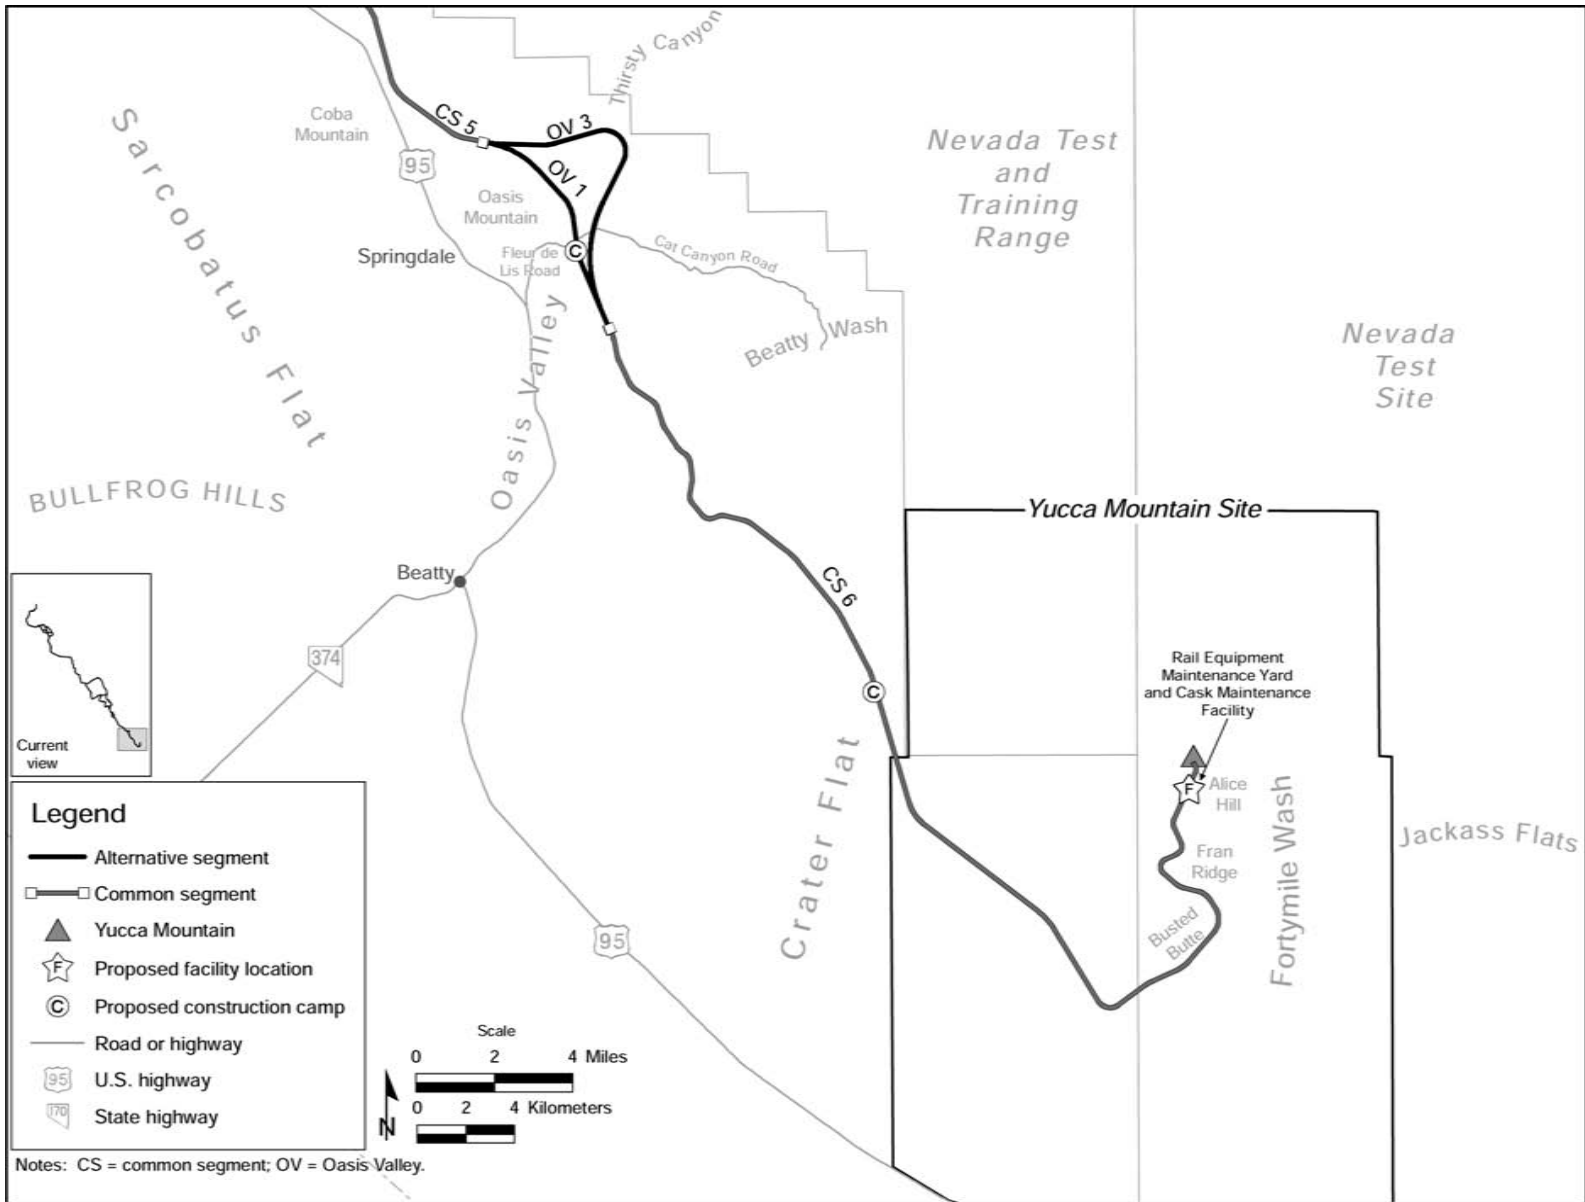 Thirsty Canyon
Coba
Mountain
CS 5
OV 3
OV 1
95
Sarcobatus Flat
Oasis
Mountain
Springdale
Fleur de
Lis Road
C
Cat Canyon Road
Beatty Wash
Oasis Valley
Nevada Test
and
Training
Range
Nevada
Test
Site
BULLFROG HILLS
Yucca Mountain Site
Beatty
374
CS 6
C
Rail Equipment
Maintenance Yard
and Cask Maintenance
Facility
F
Alice
Hill
Fran
Ridge
Busted
Butte
Fortymile Wash
Jackass Flats
Crater Flat
95
Current
view
Legend
Alternative segment
Common segment
Yucca Mountain
F Proposed facility location
C Proposed construction camp
Road or highway
95 U.S. highway
170 State highway
Scale
0 2 4 Miles
0 2 4 Kilometers
N
Notes: CS = common segment; OV = Oasis Valley.